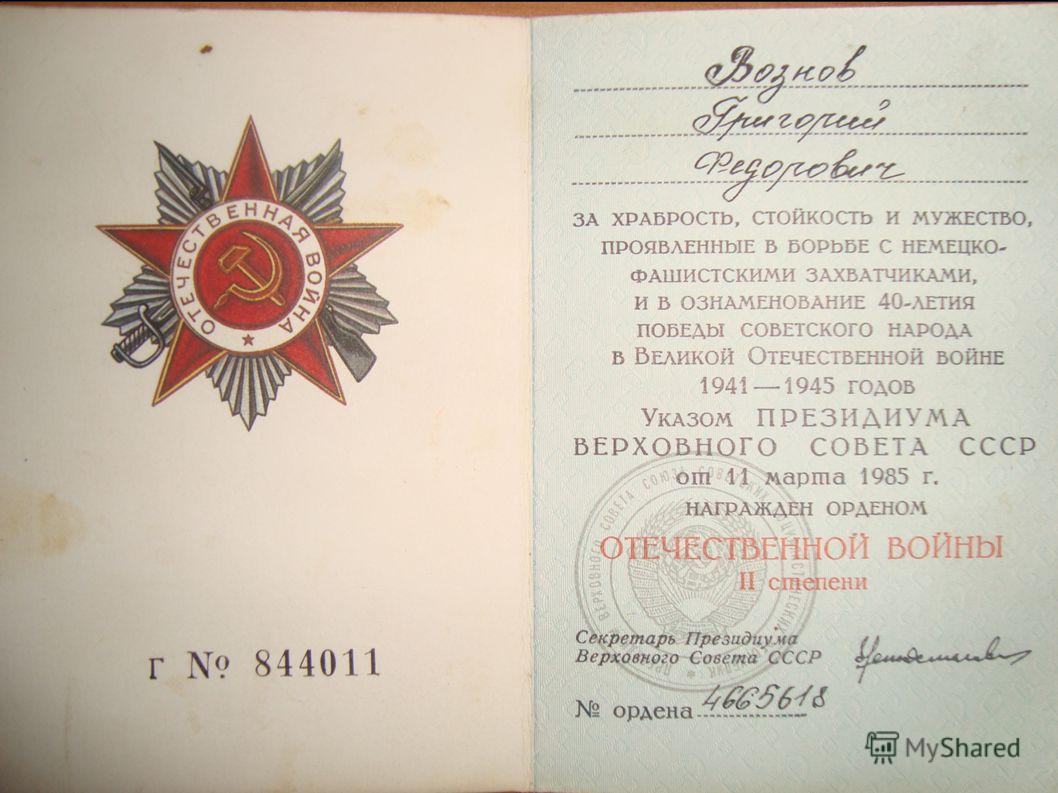 ОТЕЧЕСТВЕННАЯ ВОЙНА
Г № 844011
Вознов
Григорий
Федорович
ЗА ХРАБРОСТЬ, СТОЙКОСТЬ И МУЖЕСТВО,
ПРОЯВЛЕННЫЕ В БОРЬБЕ С НЕМЕЦКО-
ФАШИСТСКИМИ ЗАХВАТЧИКАМИ,
И В ОЗНАМЕНОВАНИЕ 40-ЛЕТИЯ
ПОБЕДЫ СОВЕТСКОГО НАРОДА
В ВЕЛИКОЙ ОТЕЧЕСТВЕННОЙ ВОЙНЕ
1941—1945 ГОДОВ
УКАЗОМ ПРЕЗИДИУМА
ВЕРХОВНОГО СОВЕТА СССР
от 11 марта 1985 г.
НАГРАЖДЕН ОРДЕНОМ
ОТЕЧЕСТВЕННОЙ ВОЙНЫ
II степени
Секретарь Президиума
Верховного Совета СССР
№ ордена 4665618
MyShared